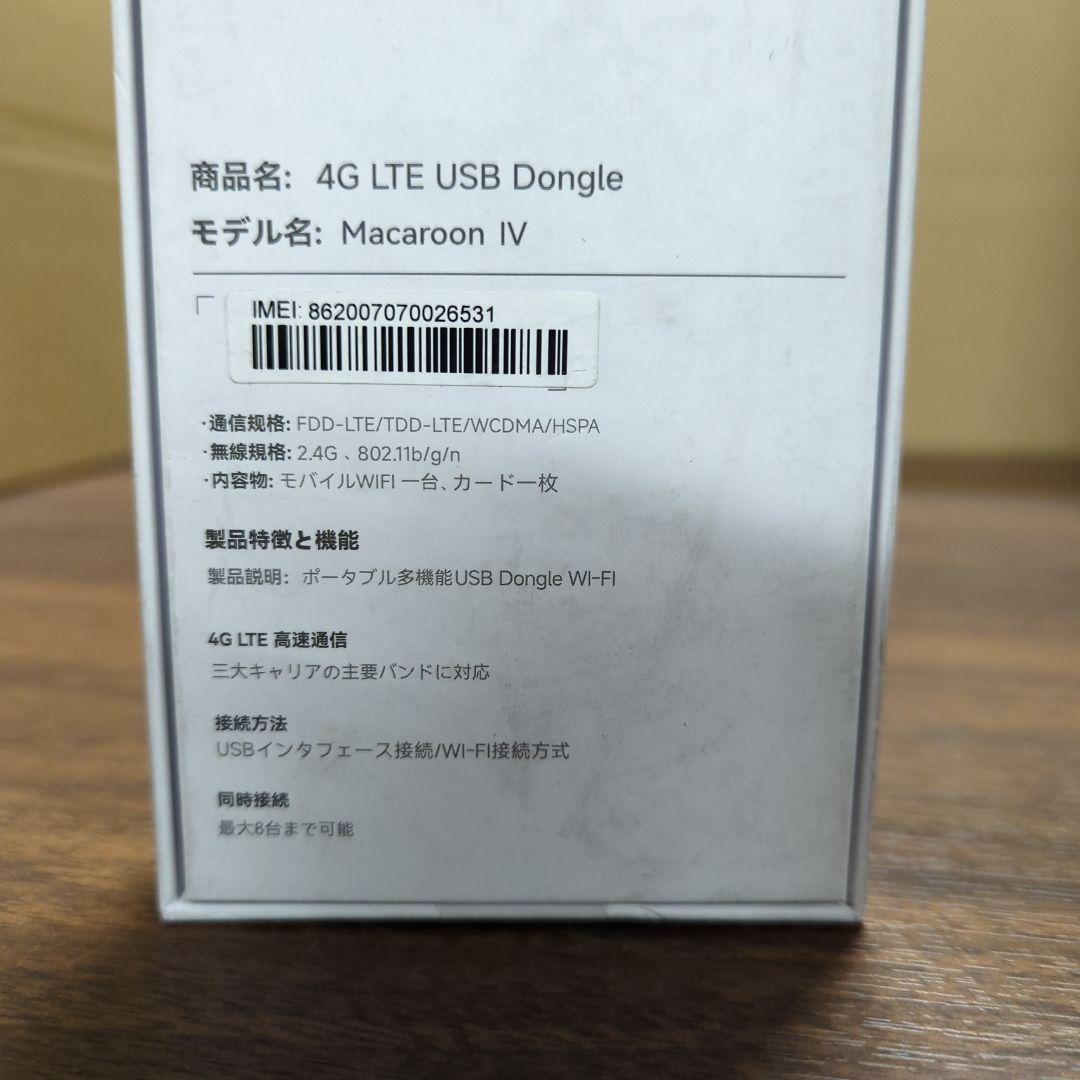 商品名: 4G LTE USB Dongle
モデル名: Macaroon IV
IMEI: 862007070026531
·通信规格: FDD-LTE/TDD-LTE/WCDMA/HSPA
·無線規格: 2.4G 、802.11b/g/n
·内容物: モバイルWIFI 一台、カード一枚
製品特徴と機能
製品説明: ポータブル多機能USB Dongle WI-FI
4G LTE 高速通信
三大キャリアの主要バンドに対応
接続方法
USBインタフェース接続/WI-FI接続方式
同時接続
最大8台まで可能